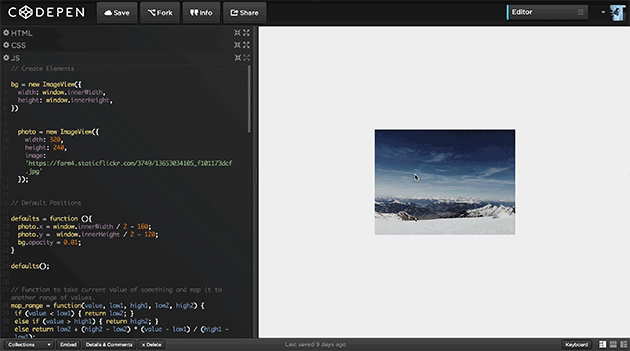 CODEPEN
Save
Fork
Info
Share
Editor
HTML
CSS
JS
// Create Elements
bg = new ImageView({
width: window.innerWidth,
height: window.innerHeight,
})
photo = new ImageView({
width: 320,
height: 240,
image:
'https://farm4.staticflickr.com/3749/13653034105_f101173dcf
.jpg'
});
// Default Positions
defaults = function (){
photo.x = window.innerWidth / 2 - 160;
photo.y =  window.innerHeight / 2 - 120;
bg.opacity = 0.01;
}
defaults();
// Function to take current value of something and map it to
another range of values.
map_range = function(value, low1, high1, low2, high2) {
if (value < low1) { return low2; }
else if (value > high1) { return high2; }
else return low2 + (high2 - low2) * (value - low1) / (high1 -
low1);
Collections
Embed
Details & Comments
x Delete
Last saved 9 days ago
Keyboard